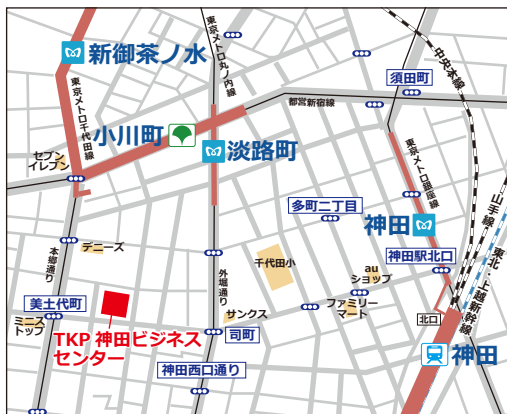 新御茶ノ水
東京メトロ千代田線
東京メトロ丸ノ内線
中央本線
須田町
都営新宿線
小川町
淡路町
セブン
イレブン
東京メトロ銀座線
山手線
東北・上越新幹線
多町二丁目
神田
デニーズ
本郷通り
外堀通り
千代田小
au
ショップ
神田駅北口
美土代町
ミニ
ストップ
サンクス
ファミリー
マート
北口
TKP 神田ビジネス
センター
司町
神田
神田西口通り